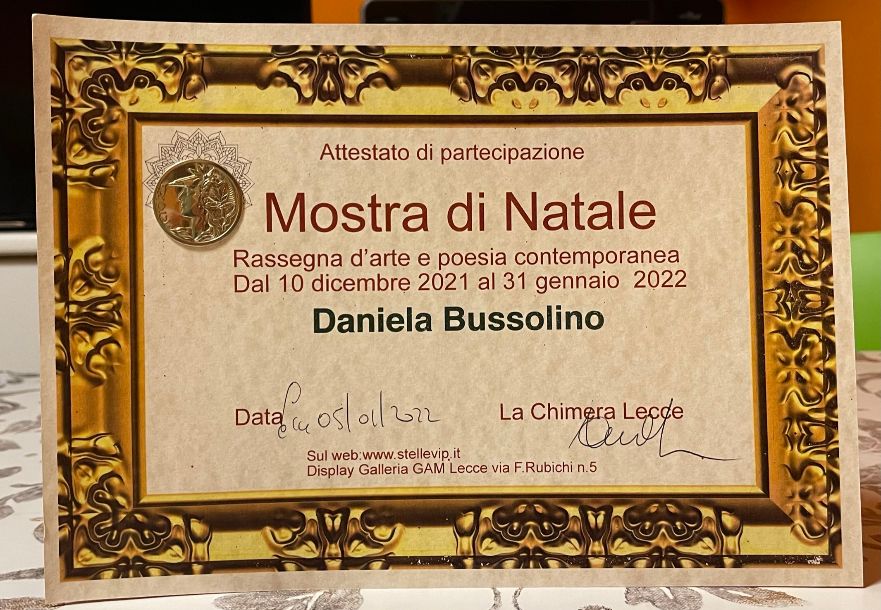 Attestato di partecipazione
Mostra di Natale
Rassegna d'arte e poesia contemporanea
Dal 10 dicembre 2021 al 31 gennaio 2022
Daniela Bussolino
Data 05/01/2022
La Chimera Lecce
Sul web:www.stellevip.it
Display Galleria GAM Lecce via F.Rubichi n.5